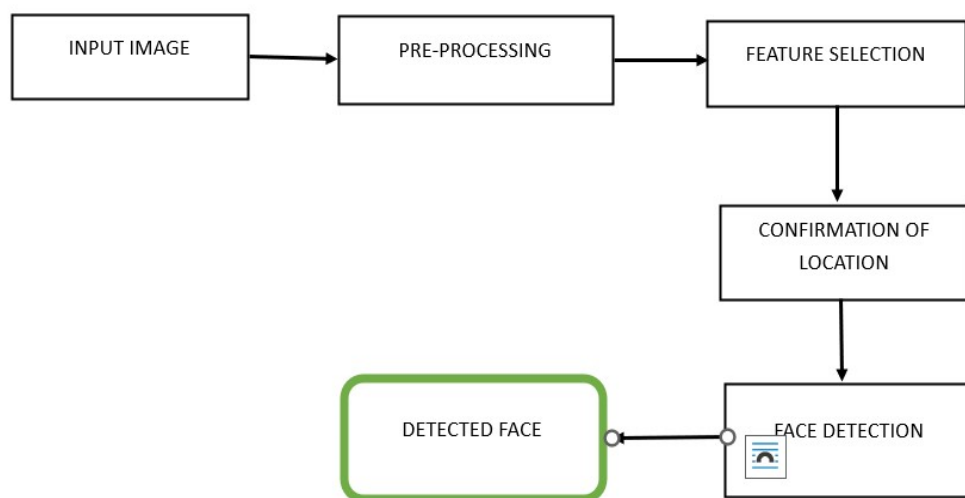 INPUT IMAGE
PRE-PROCESSING
FEATURE SELECTION
CONFIRMATION OF
LOCATION
DETECTED FACE
FACE DETECTION